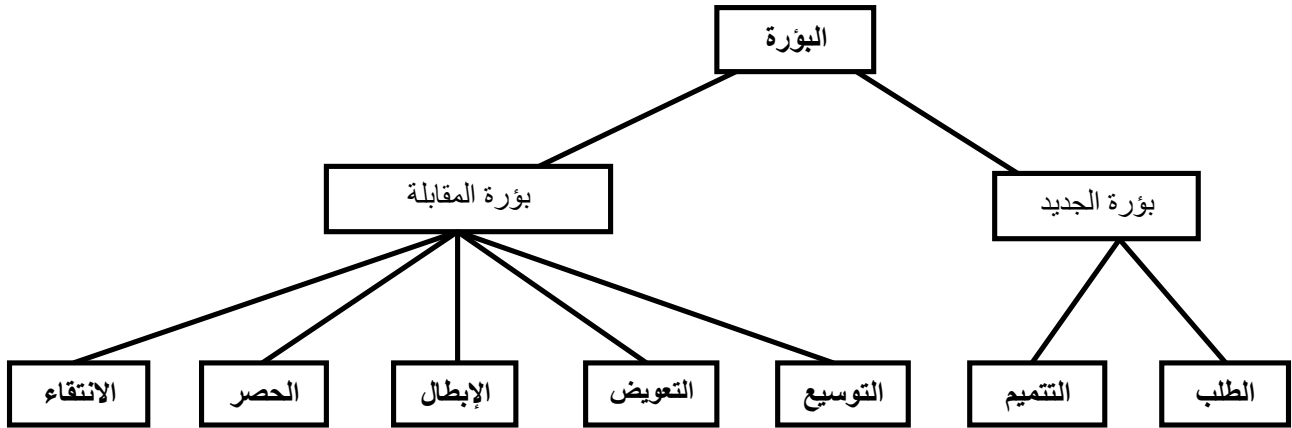 البؤرة
بؤرة الجديد
بؤرة المقابلة
الطلب
التتميم
التوسيع
التعويض
الإبطال
الحصر
الانتقاء